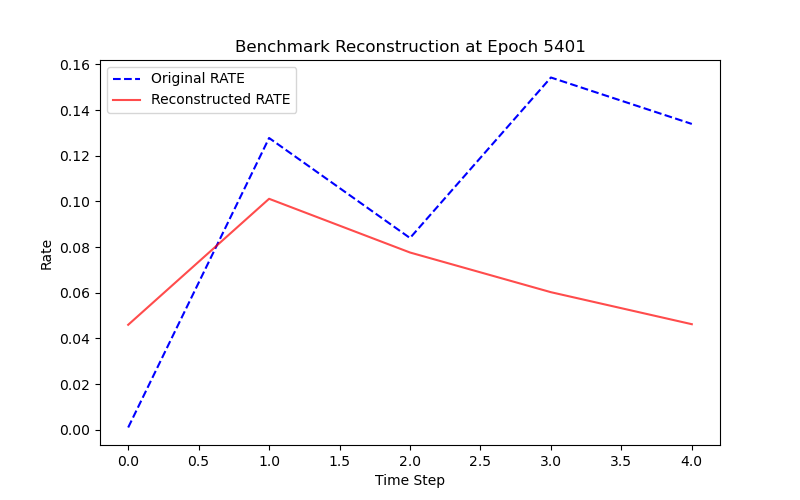 Benchmark Reconstruction at Epoch 5401
Original RATE
Reconstructed RATE
0.16
0.14
0.12
0.10
0.08
0.06
0.04
0.02
0.00
Rate
0.0 0.5 1.0 1.5 2.0 2.5 3.0 3.5 4.0
Time Step